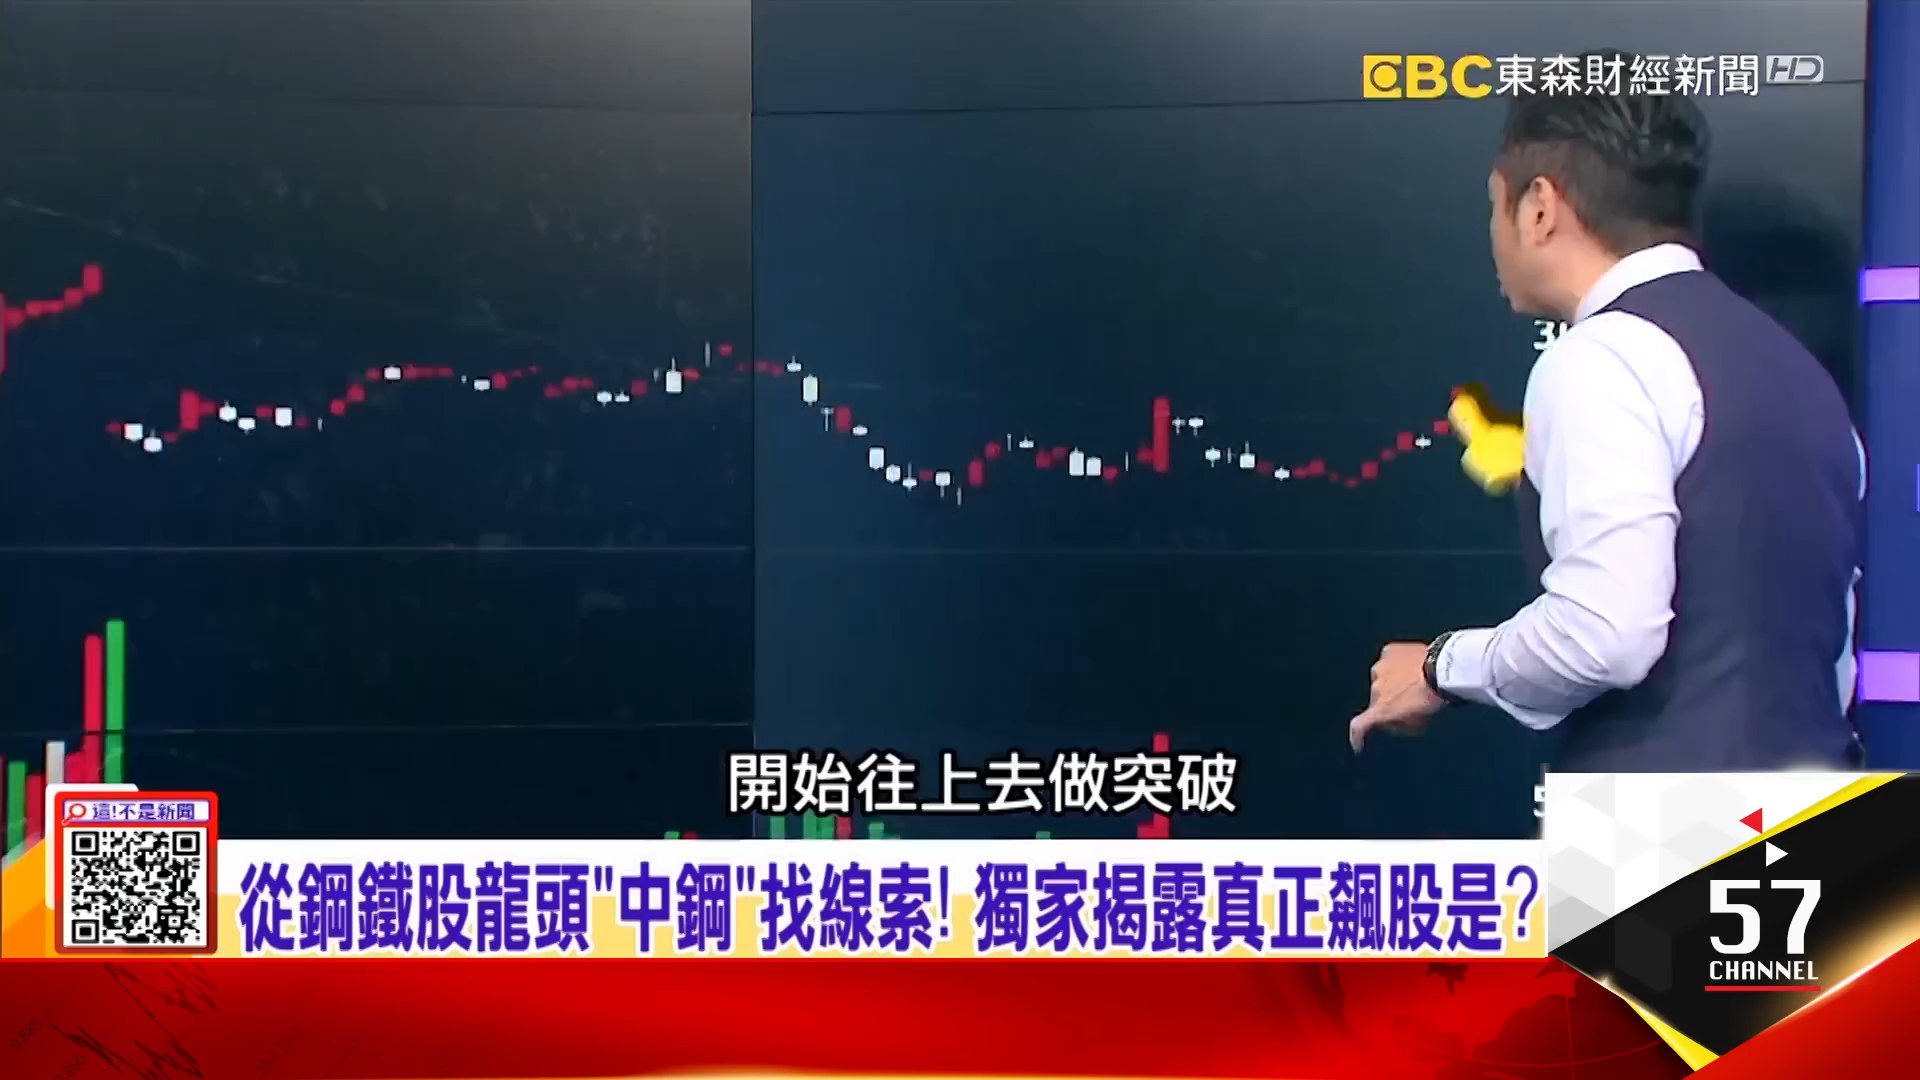 EBC東森財經新聞HD
開始往上去做突破
這!不是新聞
從鋼鐵股龍頭"中鋼"找線索! 獨家揭露真正飆股是?
57
CHANNEL